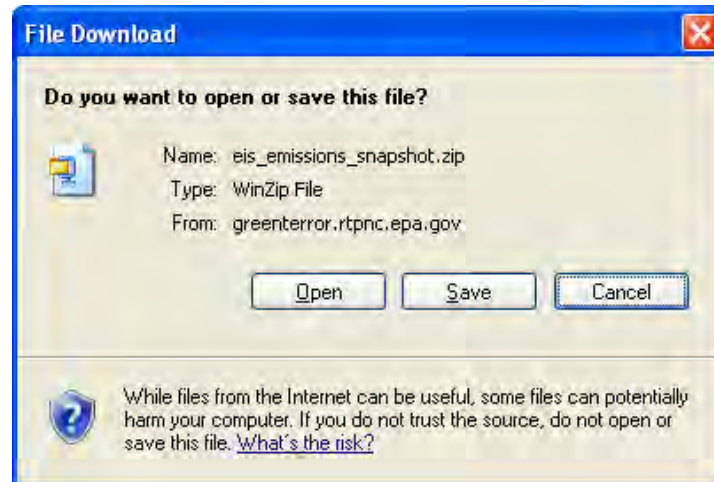 File Download
Do you want to open or save this file?
Name: eis_emissions_snapshot.zip
Type: WinZip File
From: greenterror.rtpnc.epa.gov
Open Save Cancel
While files from the Internet can be useful, some files can potentially
harm your computer. If you do not trust the source, do not open or
save this file. What's the risk?